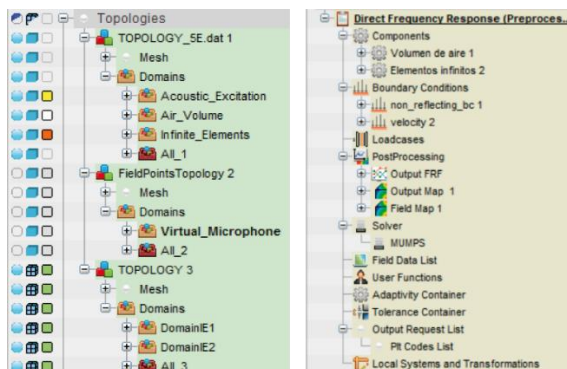 Topologies
TOPOLOGY_5E.dat 1
Mesh
Domains
Acoustic_Excitation
Air_Volume
Infinite_Elements
All_1
FieldPointsTopology 2
Mesh
Domains
Virtual_Microphone
All_2
TOPOLOGY 3
Mesh
Domains
DomainIE1
DomainIE2
All_3
Direct Frequency Response (Preproces...
Components
Volumen de aire 1
Elementos infinitos 2
Boundary Conditions
non_reflecting_bc 1
velocity 2
Loadcases
PostProcessing
Output FRF
Output Map 1
Field Map 1
Solver
MUMPS
Field Data List
User Functions
Adaptivity Container
Tolerance Container
Output Request List
Plt Codes List
Local Systems and Transformations